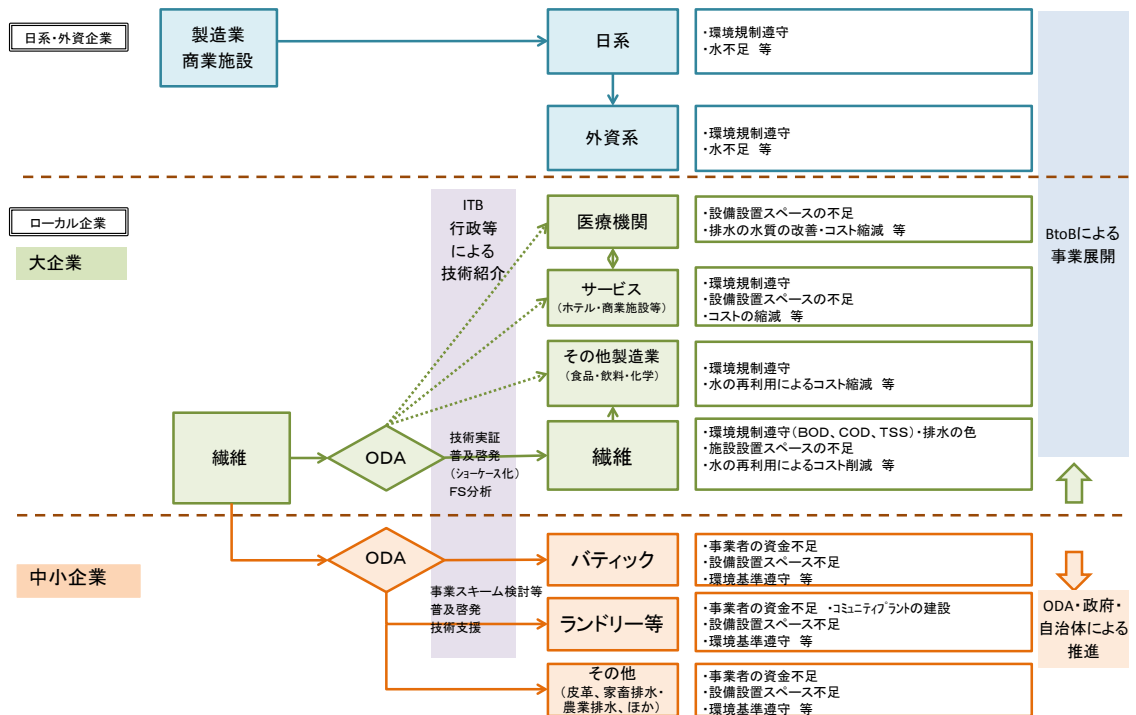 日系・外資企業
製造業
商業施設
日系
・環境規制遵守
・水不足 等
外資系
・環境規制遵守
・水不足 等
ローカル企業
大企業
ITB
行政等
による
技術紹介
医療機関
・設備設置スペースの不足
・排水の水質の改善・コスト縮減 等
サービス
（ホテル・商業施設等）
・環境規制遵守
・設備設置スペースの不足
・コストの縮減 等
その他製造業
（食品・飲料・化学）
・環境規制遵守
・水の再利用によるコスト縮減 等
BtoBによる
事業展開
繊維
ODA
技術実証
普及啓発
（ショーケース化）
FS分析
繊維
・環境規制遵守（BOD、COD、TSS）・排水の色
・施設設置スペースの不足
・水の再利用によるコスト削減 等
中小企業
ODA
事業スキーム検討等
普及啓発
技術支援
バティック
・事業者の資金不足
・設備設置スペース不足
・環境基準遵守 等
ランドリー等
・事業者の資金不足 ・コミュニティプラントの建設
・設備設置スペース不足
・環境基準遵守 等
その他
（皮革、家畜排水・
農業排水、ほか）
・事業者の資金不足
・設備設置スペース不足
・環境基準遵守 等
ODA・政府・
自治体による
推進